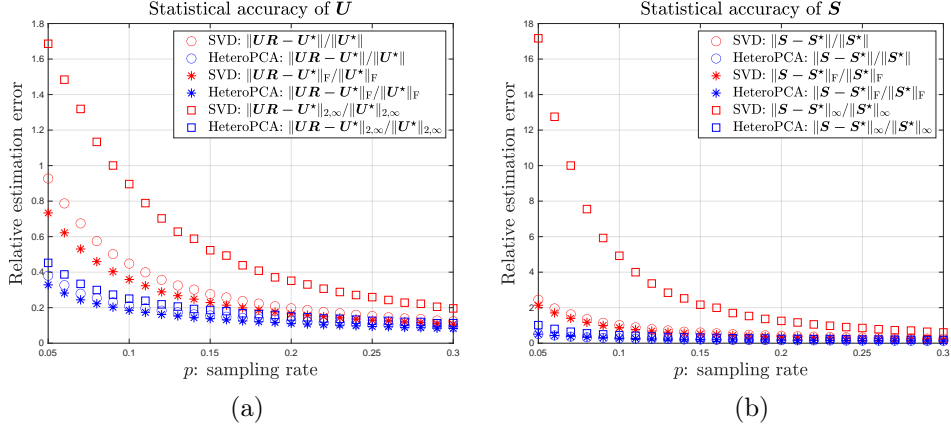 Statistical accuracy of U
1.8
1.6
1.4
1.2
1
0.8
0.6
0.4
0.2
0
Relative estimation error
SVD: ‖UR − U⋆‖/‖U⋆‖
HeteroPCA: ‖UR − U⋆‖/‖U⋆‖
SVD: ‖UR − U⋆‖F/‖U⋆‖F
HeteroPCA: ‖UR − U⋆‖F/‖U⋆‖F
SVD: ‖UR − U⋆‖2,∞/‖U⋆‖2,∞
HeteroPCA: ‖UR − U⋆‖2,∞/‖U⋆‖2,∞
0.05 0.1 0.15 0.2 0.25 0.3
p: sampling rate
(a)
Statistical accuracy of S
18
16
14
12
10
8
6
4
2
0
Relative estimation error
SVD: ‖S − S⋆‖/‖S⋆‖
HeteroPCA: ‖S − S⋆‖/‖S⋆‖
SVD: ‖S − S⋆‖F/‖S⋆‖F
HeteroPCA: ‖S − S⋆‖F/‖S⋆‖F
SVD: ‖S − S⋆‖∞/‖S⋆‖∞
HeteroPCA: ‖S − S⋆‖∞/‖S⋆‖∞
0.05 0.1 0.15 0.2 0.25 0.3
p: sampling rate
(b)